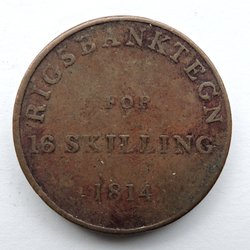 RIGSBANKTEGN
FOR
16 SKILLING
1814